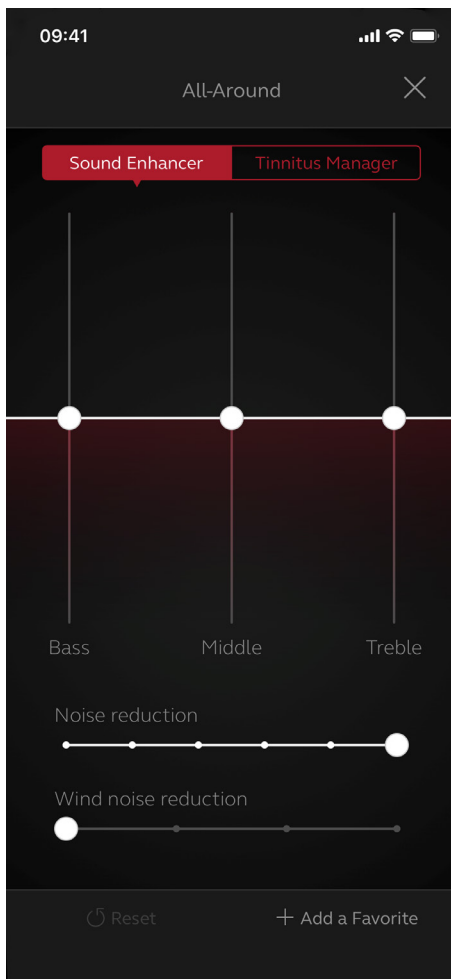 09:41
All-Around
Sound Enhancer Tinnitus Manager
Bass Middle Treble
Noise reduction
Wind noise reduction
Reset + Add a Favorite